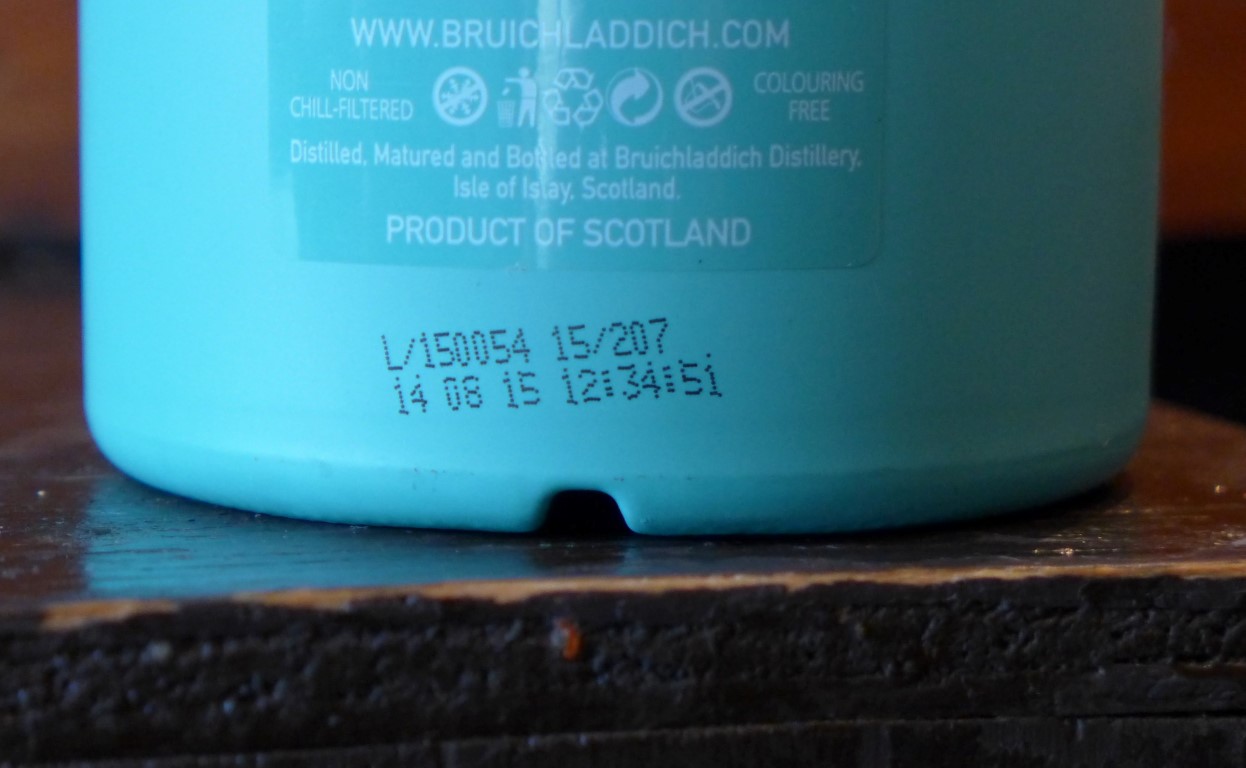 WWW.BRUICHLADDICH.COM
NON
CHILL-FILTERED
COLOURING
FREE
Distilled, Matured and Bottled at Bruichladdich Distillery,
Isle of Islay, Scotland.
PRODUCT OF SCOTLAND
L/150054 15/207
14 08 15 12:34:51